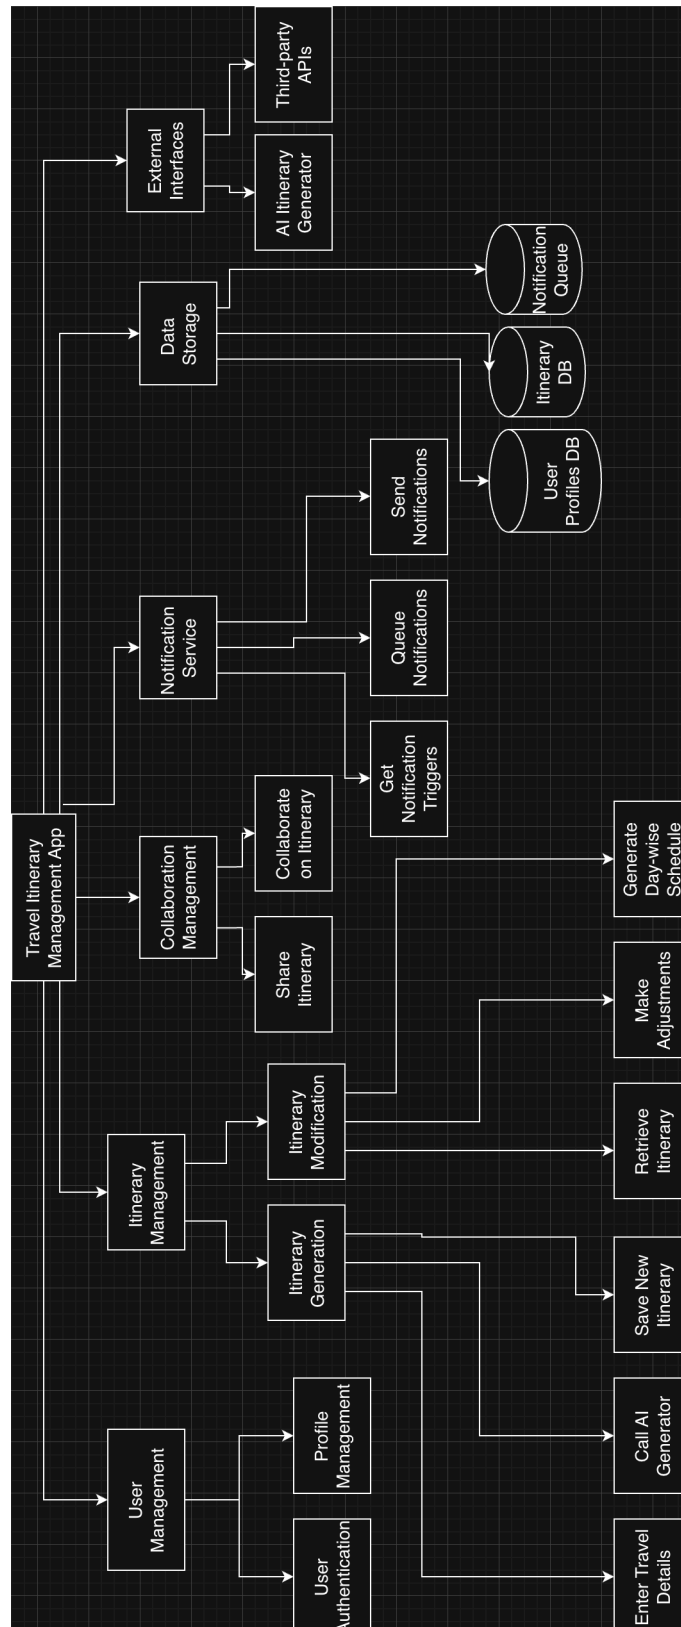 Travel Itinerary
Management App
User
Management
Itinerary
Management
Collaboration
Management
Notification
Service
Data
Storage
External
Interfaces
User
Authentication
Profile
Management
Itinerary
Generation
Itinerary
Modification
Share
Itinerary
Collaborate
on Itinerary
Get
Notification
Triggers
Queue
Notifications
Send
Notifications
User
Profiles DB
Itinerary
DB
Notification
Queue
AI Itinerary
Generator
Third-party
APIs
Enter Travel
Details
Call AI
Generator
Save New
Itinerary
Retrieve
Itinerary
Make
Adjustments
Generate
Day-wise
Schedule